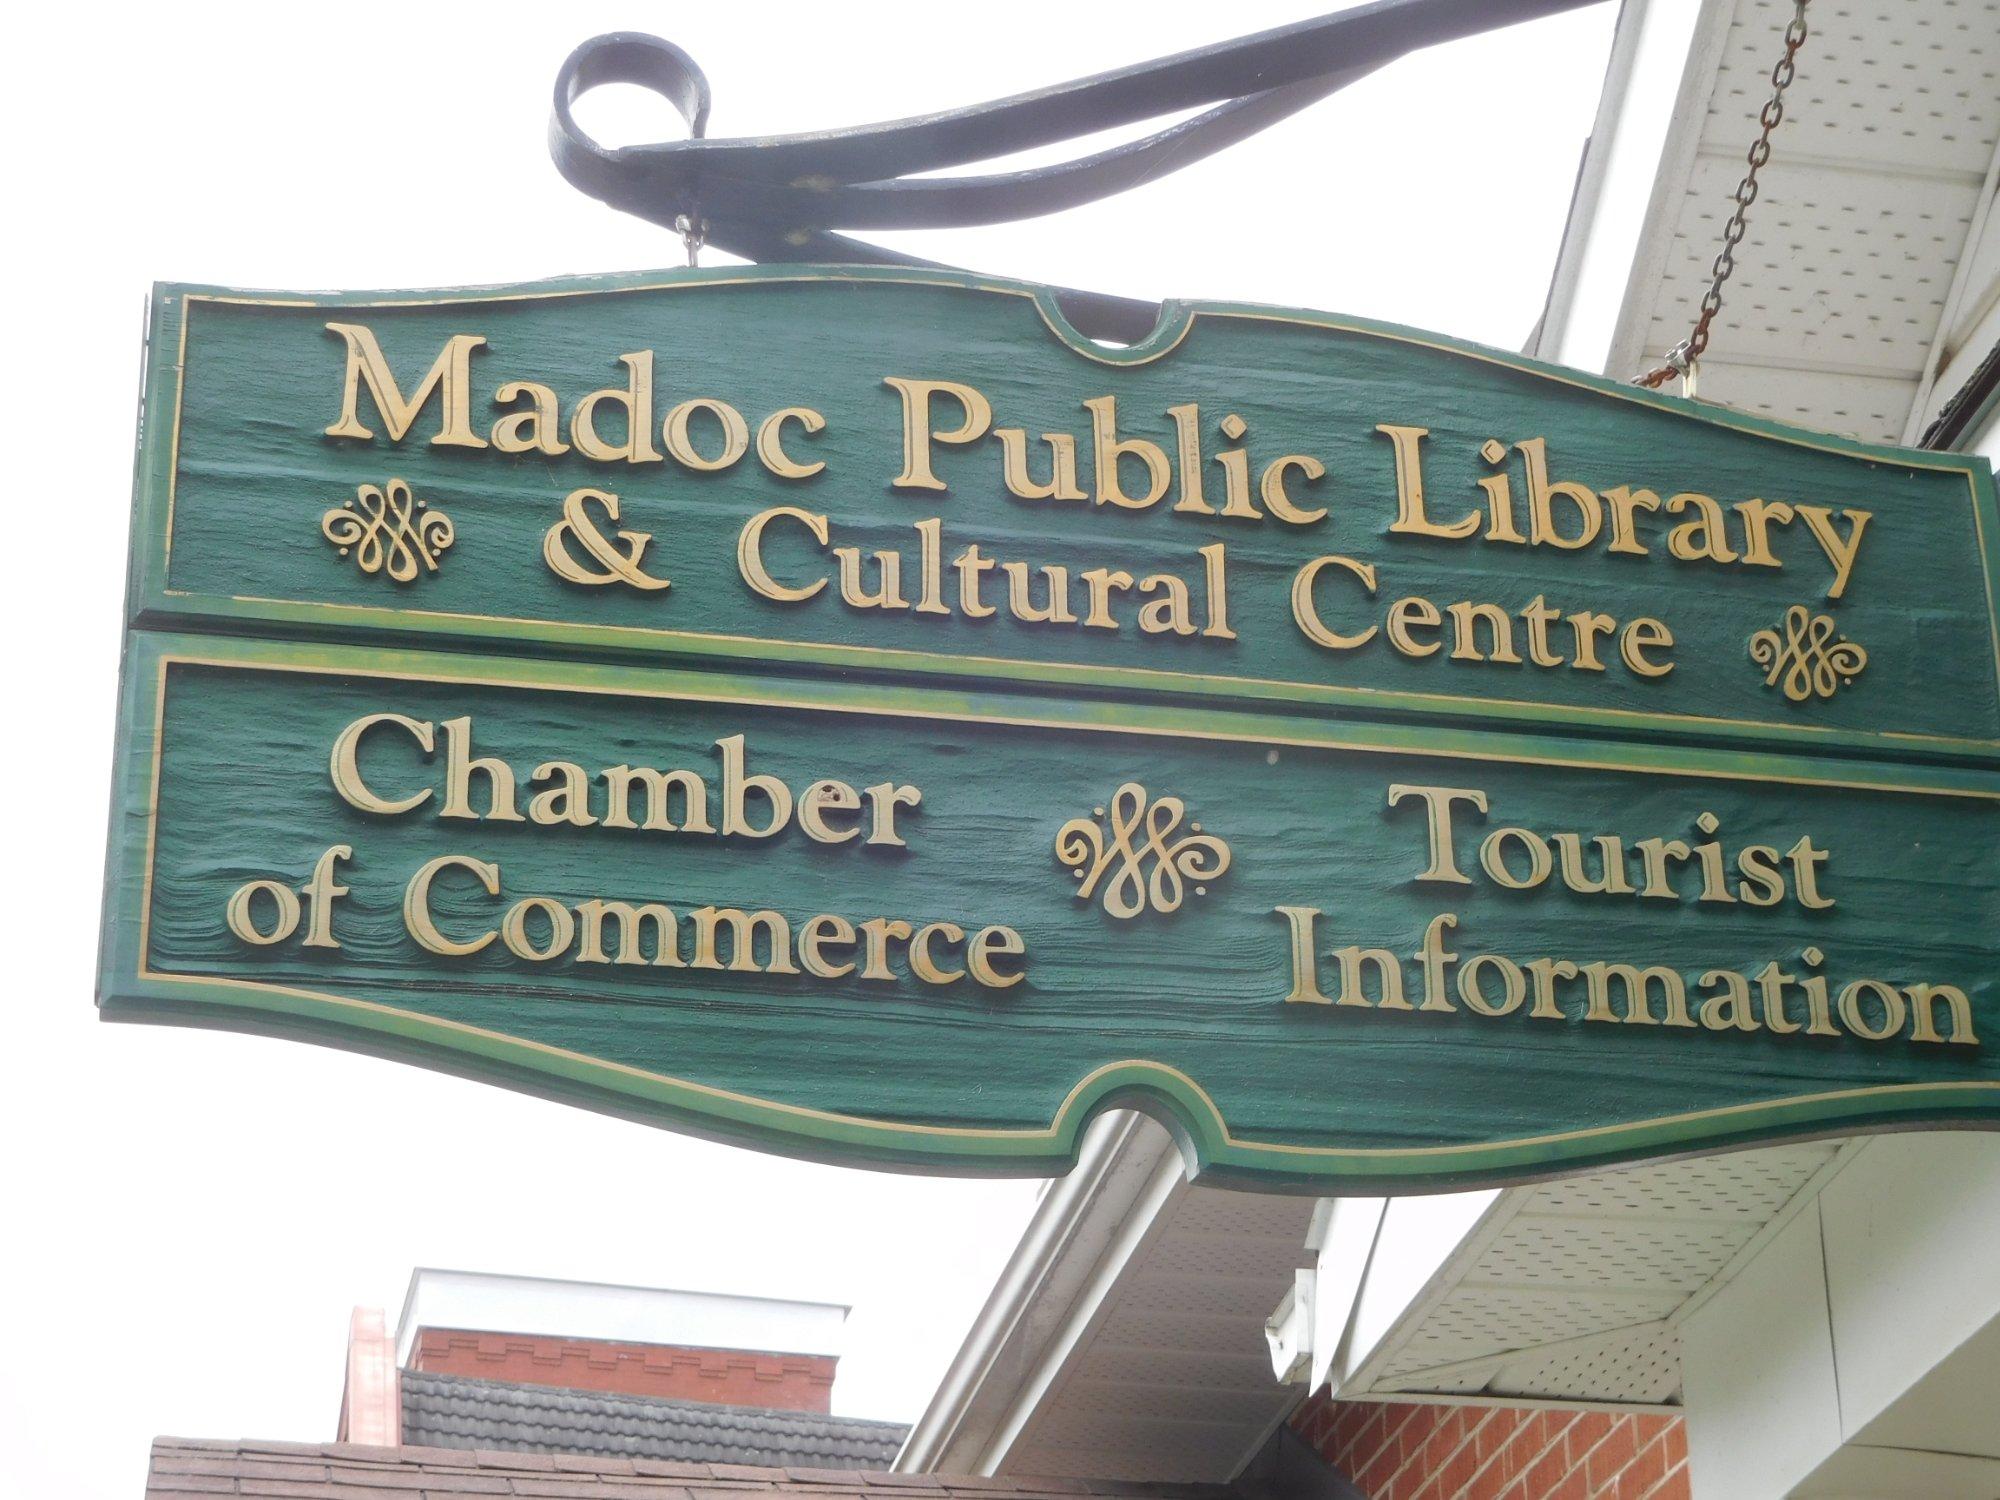 Madoc Public Library
& Cultural Centre
Chamber
of Commerce
Tourist
Information